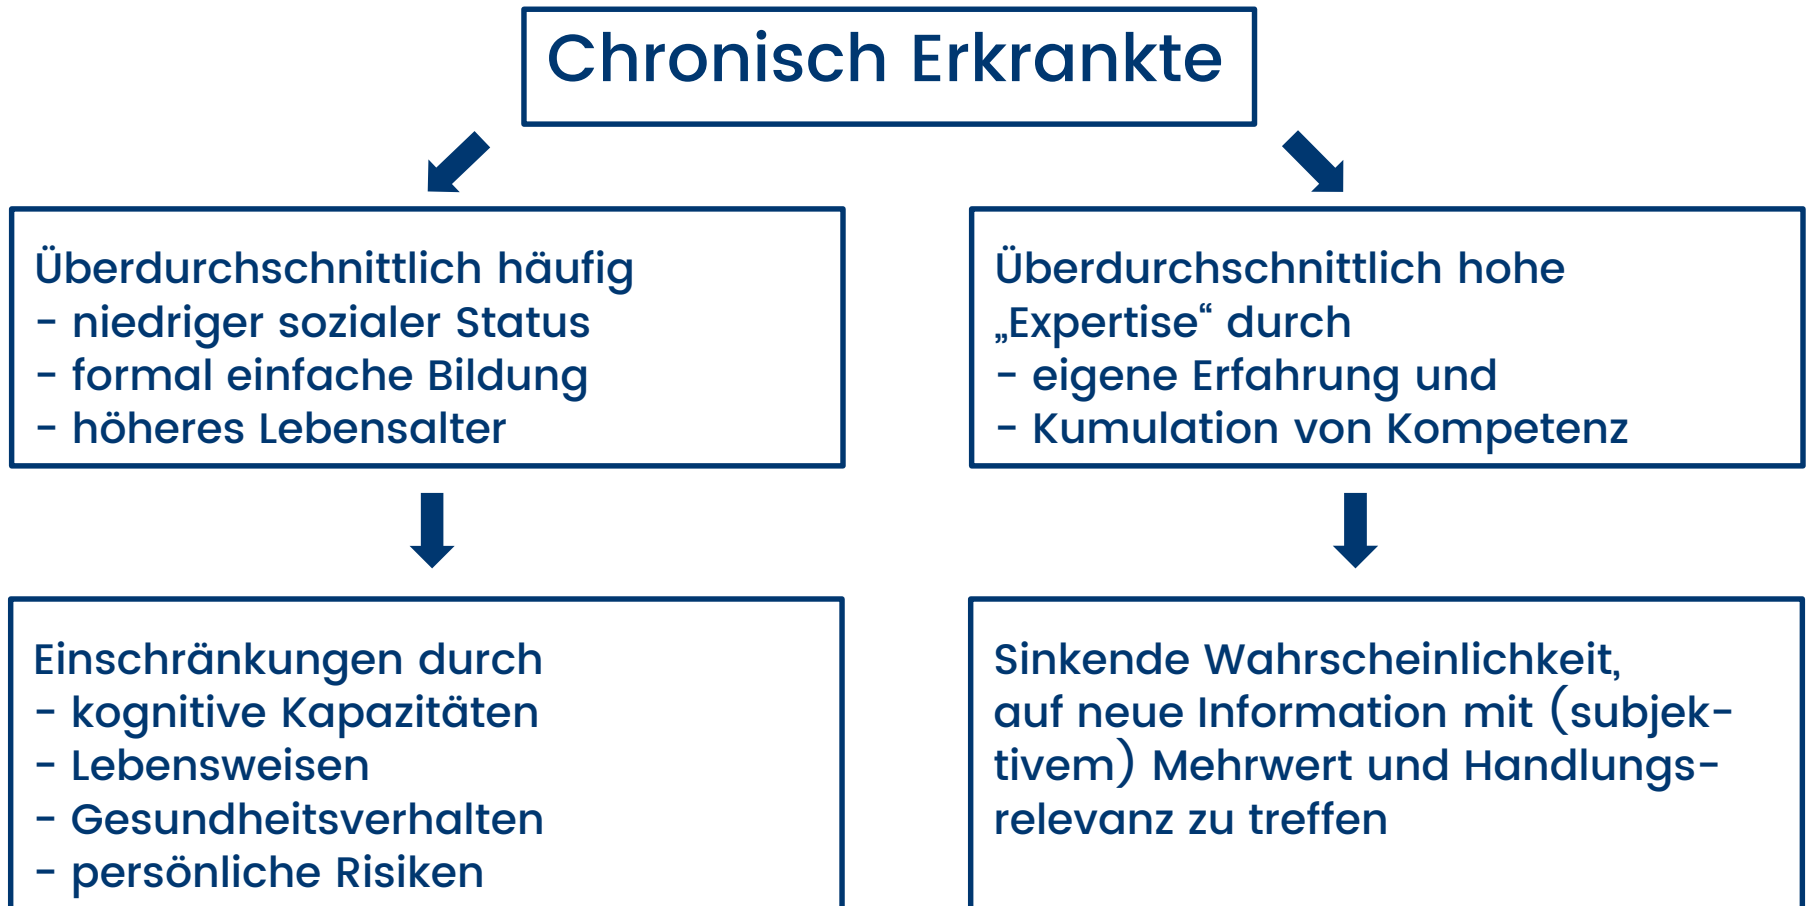 Chronisch Erkrankte
Überdurchschnittlich häufig
- niedriger sozialer Status
- formal einfache Bildung
- höheres Lebensalter
Überdurchschnittlich hohe
„Expertise“ durch
- eigene Erfahrung und
- Kumulation von Kompetenz
Einschränkungen durch
- kognitive Kapazitäten
- Lebensweisen
- Gesundheitsverhalten
- persönliche Risiken
Sinkende Wahrscheinlichkeit,
auf neue Information mit (subjek-
tivem) Mehrwert und Handlungs-
relevanz zu treffen